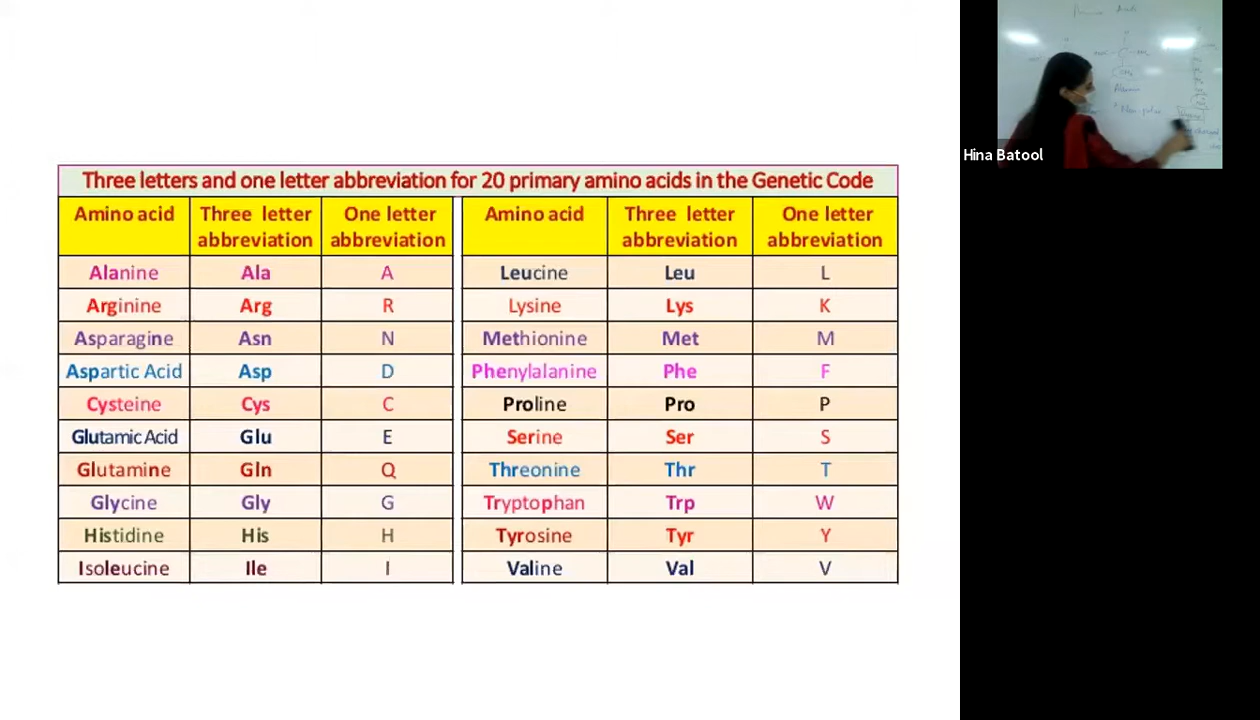 Three letters and one letter abbreviation for 20 primary amino acids in the Genetic Code
Amino acid Three letter abbreviation One letter abbreviation Amino acid Three letter abbreviation One letter abbreviation
Alanine Ala A Leucine Leu L
Arginine Arg R Lysine Lys K
Asparagine Asn N Methionine Met M
Aspartic Acid Asp D Phenylalanine Phe F
Cysteine Cys C Proline Pro P
Glutamic Acid Glu E Serine Ser S
Glutamine Gln Q Threonine Thr T
Glycine Gly G Tryptophan Trp W
Histidine His H Tyrosine Tyr Y
Isoleucine Ile I Valine Val V
Hina Batool